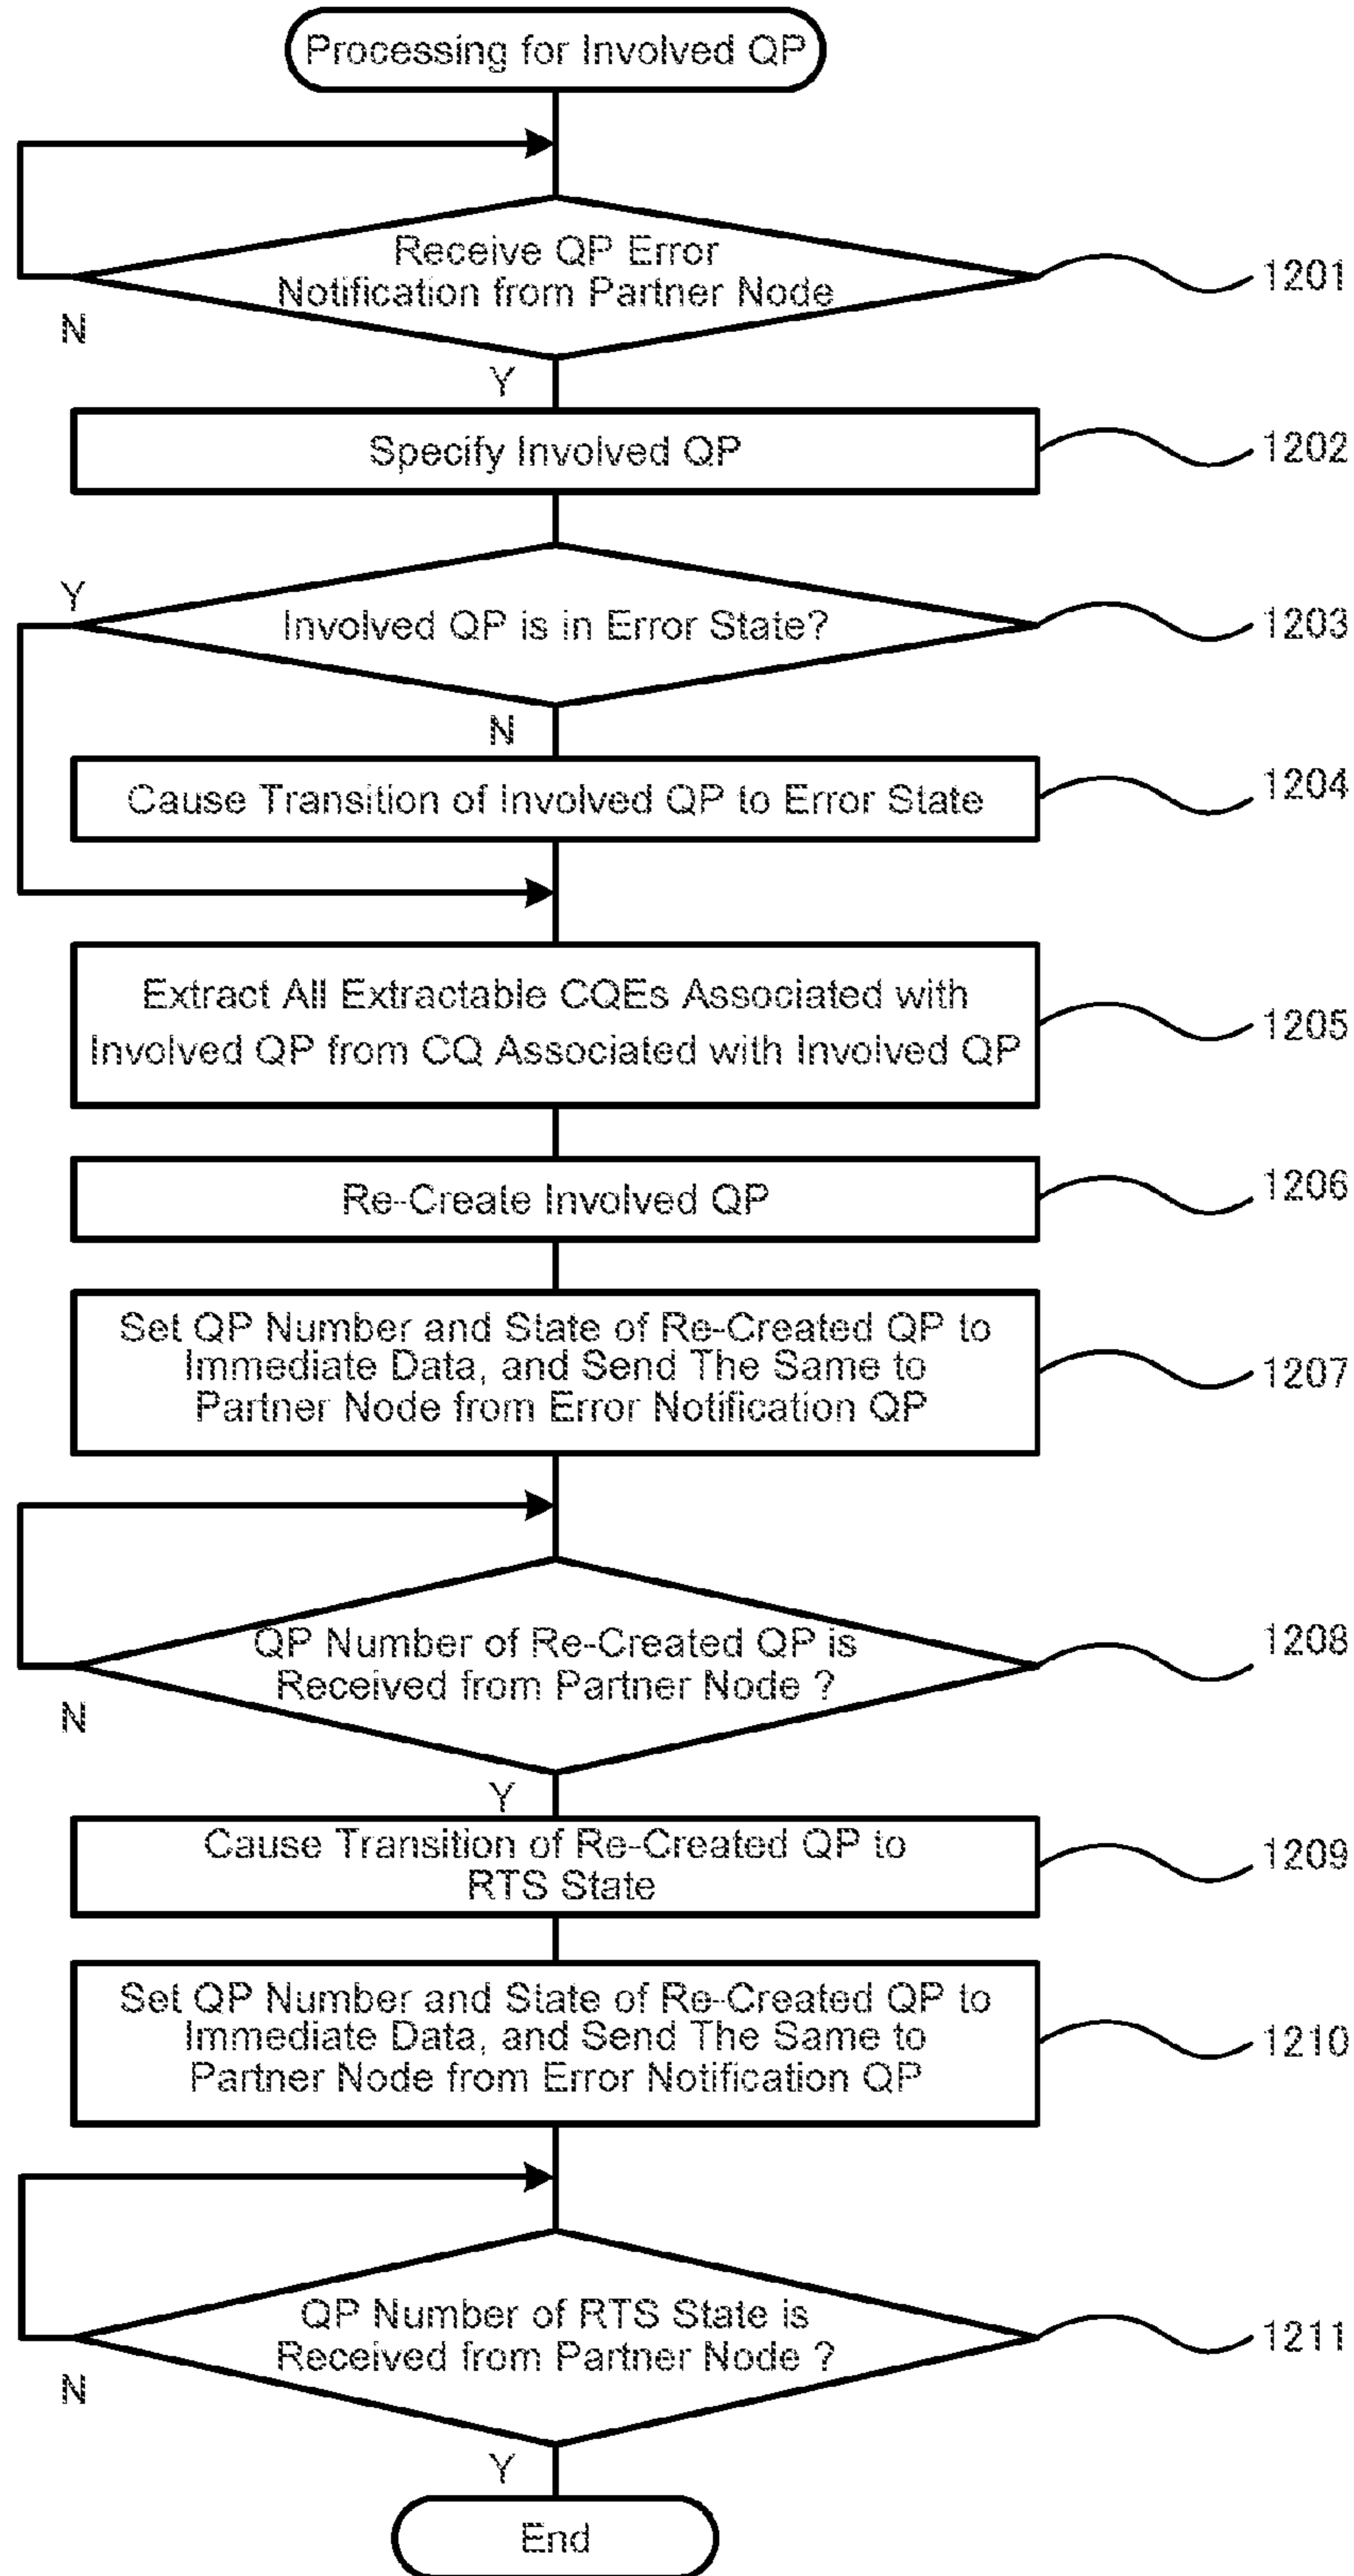 Processing for Involved QP
Receive QP Error
Notification from Partner Node
1201
N
Y
Specify Involved QP
1202
Y
Involved QP is in Error State?
1203
N
Cause Transition of Involved QP to Error State
1204
Extract All Extractable CQEs Associated with
Involved QP from CQ Associated with Involved QP
1205
Re-Create Involved QP
1206
Set QP Number and State of Re-Created QP to
Immediate Data, and Send The Same to
Partner Node from Error Notification QP
1207
QP Number of Re-Created QP is
Received from Partner Node ?
1208
N
Y
Cause Transition of Re-Created QP to
RTS State
1209
Set QP Number and State of Re-Created QP to
Immediate Data, and Send The Same to
Partner Node from Error Notification QP
1210
QP Number of RTS State is
Received from Partner Node ?
1211
N
Y
End